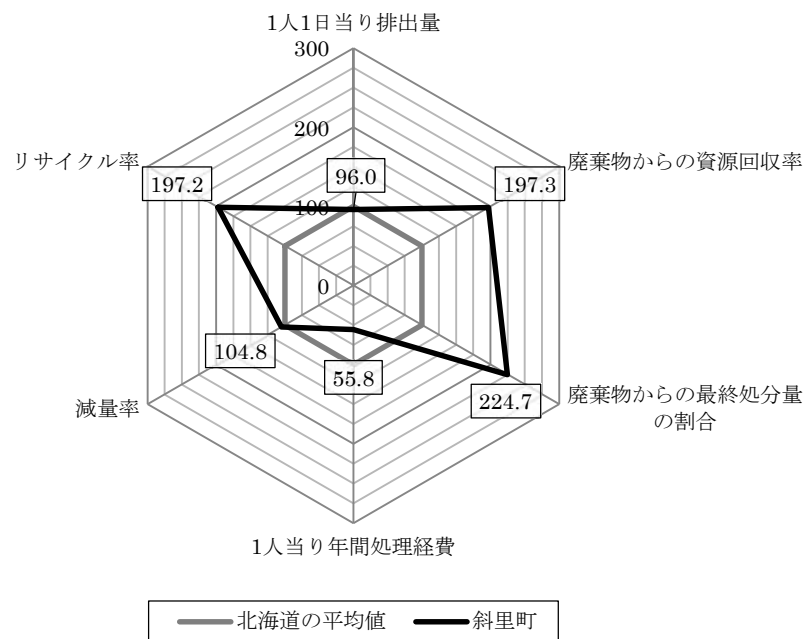 1人1日当り排出量
300
200
リサイクル率
廃棄物からの資源回収率
197.2
96.0
197.3
100
0
104.8
55.8
224.7
減量率
廃棄物からの最終処分量
の割合
1人当り年間処理経費
北海道の平均値
斜里町